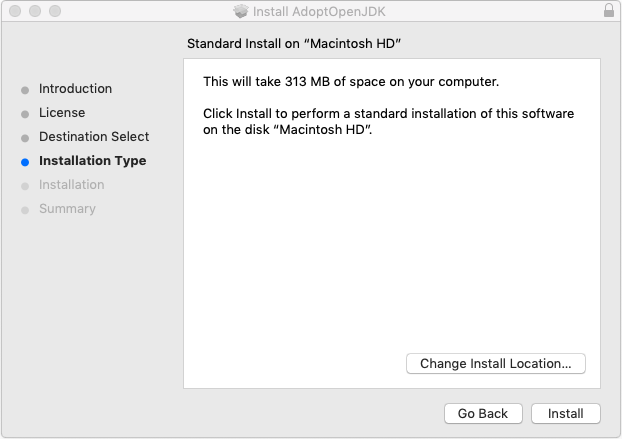 Install AdoptOpenJDK
Standard Install on “Macintosh HD”
Introduction
License
Destination Select
Installation Type
Installation
Summary
This will take 313 MB of space on your computer.
Click Install to perform a standard installation of this software
on the disk “Macintosh HD”.
Change Install Location...
Go Back
Install